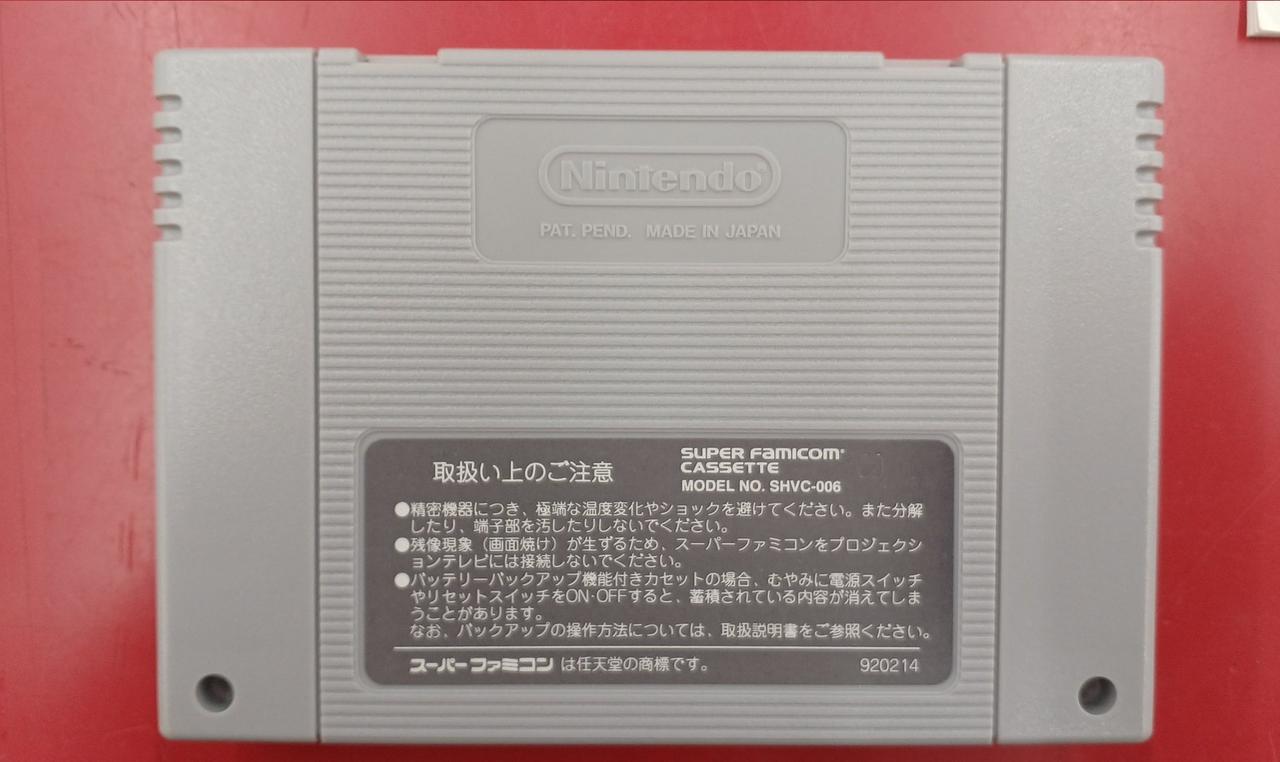 Nintendo®
PAT. PEND. MADE IN JAPAN
取扱い上のご注意
SUPER FAMICOM®
CASSETTE
MODEL NO. SHVC-006
●精密機器につき、極端な温度変化やショックを避けてください。また分解
したり、端子部を汚したりしないでください。
●残像現象（画面焼け）が生ずるため、スーパーファミコンをプロジェクシ
ョンテレビには接続しないでください。
●バッテリーバックアップ機能付きカセットの場合、むやみに電源スイッチ
やリセットスイッチをON·OFFすると、蓄積されている内容が消えてしま
うことがあります。
なお、バックアップの操作方法については、取扱説明書をご参照ください。
スーパーファミコン は任天堂の商標です。 920214